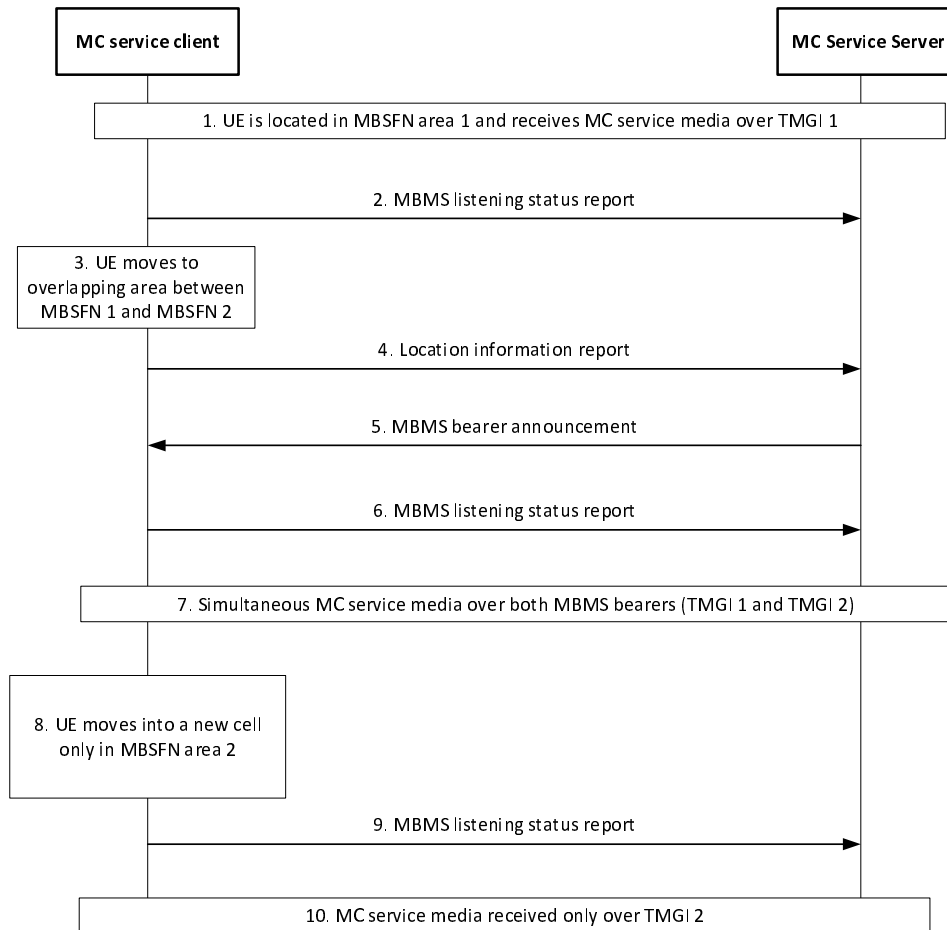 MC service client
MC Service Server
1. UE is located in MBSFN area 1 and receives MC service media over TMGI 1
2. MBMS listening status report
3. UE moves to
overlapping area between
MBSFN 1 and MBSFN 2
4. Location information report
5. MBMS bearer announcement
6. MBMS listening status report
7. Simultaneous MC service media over both MBMS bearers (TMGI 1 and TMGI 2)
8. UE moves into a new cell
only in MBSFN area 2
9. MBMS listening status report
10. MC service media received only over TMGI 2